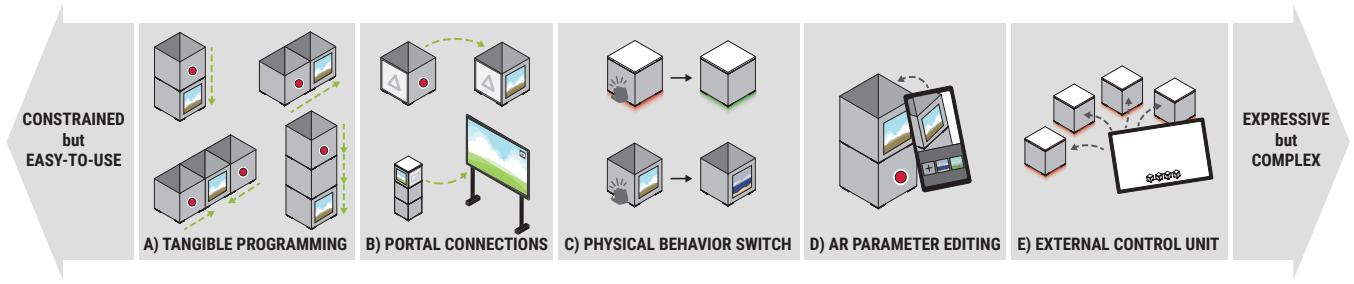 CONSTRAINED
but
EASY-TO-USE
A) TANGIBLE PROGRAMMING
B) PORTAL CONNECTIONS
C) PHYSICAL BEHAVIOR SWITCH
D) AR PARAMETER EDITING
E) EXTERNAL CONTROL UNIT
EXPRESSIVE
but
COMPLEX